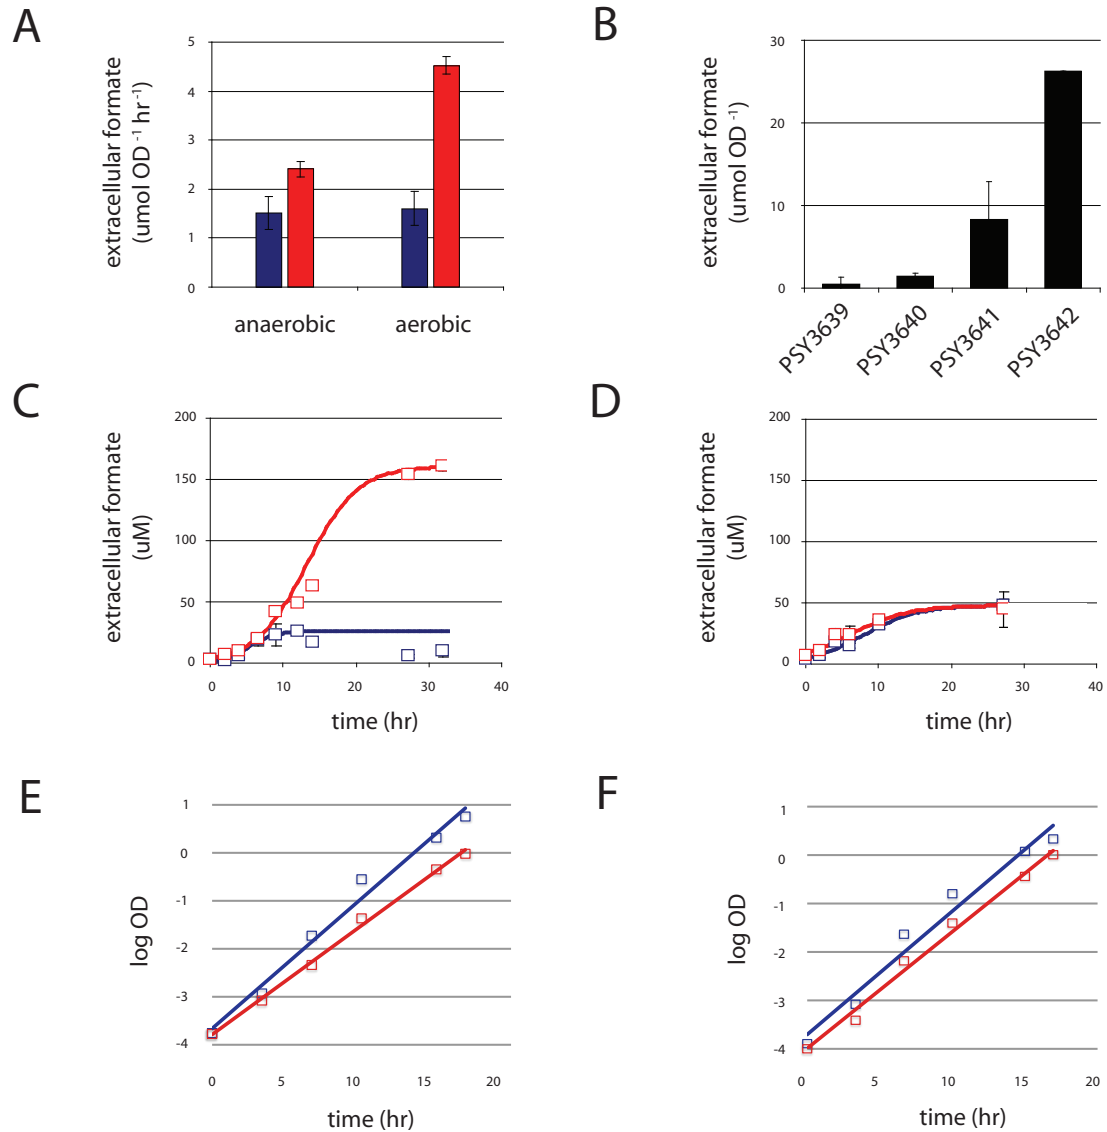 A
extracellular formate
(umol OD -1 hr-1)
5
4
3
2
1
0
anaerobic
aerobic
B
extracellular formate
(umol OD -1)
30
20
10
0
PSY3639
PSY3640
PSY3641
PSY3642
C
extracellular formate
(uM)
200
150
100
50
0
0 10 20 30 40
time (hr)
D
extracellular formate
(uM)
200
150
100
50
0
0 10 20 30 40
time (hr)
E
log OD
1
0
-1
-2
-3
-4
0 5 10 15 20
time (hr)
F
log OD
1
0
-1
-2
-3
-4
0 5 10 15 20
time (hr)